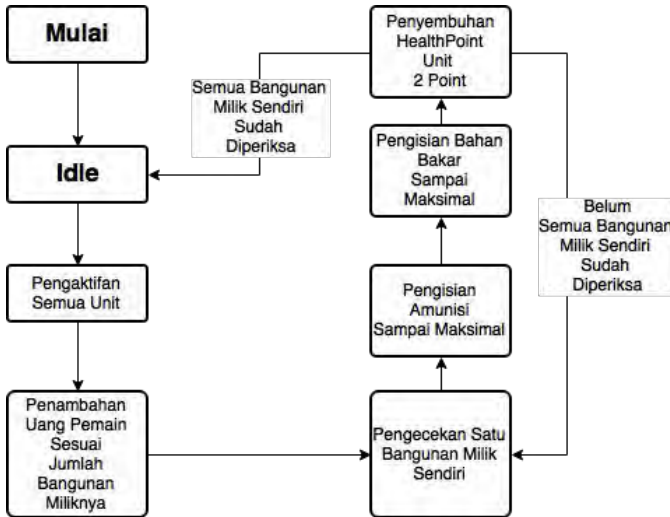 Mulai
Idle
Pengaktifan
Semua Unit
Penambahan
Uang Pemain
Sesuai
Jumlah
Bangunan
Miliknya
Pengecekan Satu
Bangunan Milik
Sendiri
Pengisian
Amunisi
Sampai Maksimal
Pengisian Bahan
Bakar
Sampai
Maksimal
Penyembuhan
HealthPoint
Unit
2 Point
Semua Bangunan
Milik Sendiri
Sudah
Diperiksa
Belum
Semua Bangunan
Milik Sendiri
Sudah
Diperiksa